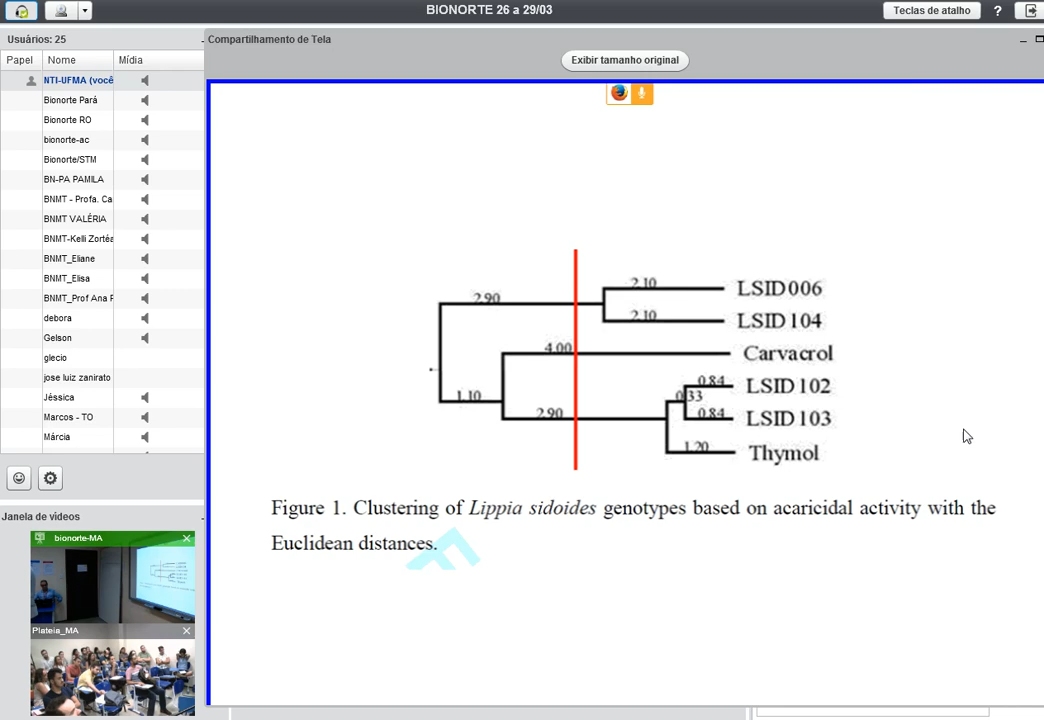 BIONORTE 26 a 29/03
Teclas de atalho
?
Usuários: 25
Compartilhamento de Tela
Papel Nome Mídia
Exibir tamanho original
NTI-UFMA (você
Bionorte Pará
Bionorte RO
bionorte-ac
Bionorte/STM
BN-PA PAMILA
BNMT - Profa. Ca
BNMT VALÉRIA
BNMT-Kelli Zortéa
BNMT_Eliane
BNMT_Elisa
BNMT_Prof Ana F
debora
Gelson
glecio
jose luiz zanirato
Jéssica
Marcos - TO
Márcia
2.90
2.10
LSID006
2.10
LSID104
4.00
Carvacrol
1.10
0.84
LSID102
0.33
2.90
0.84
LSID103
1.20
Thymol
Figure 1. Clustering of Lippia sidoides genotypes based on acaricidal activity with the
Euclidean distances.
Janela de videos
bionorte-MA
Plateia_MA